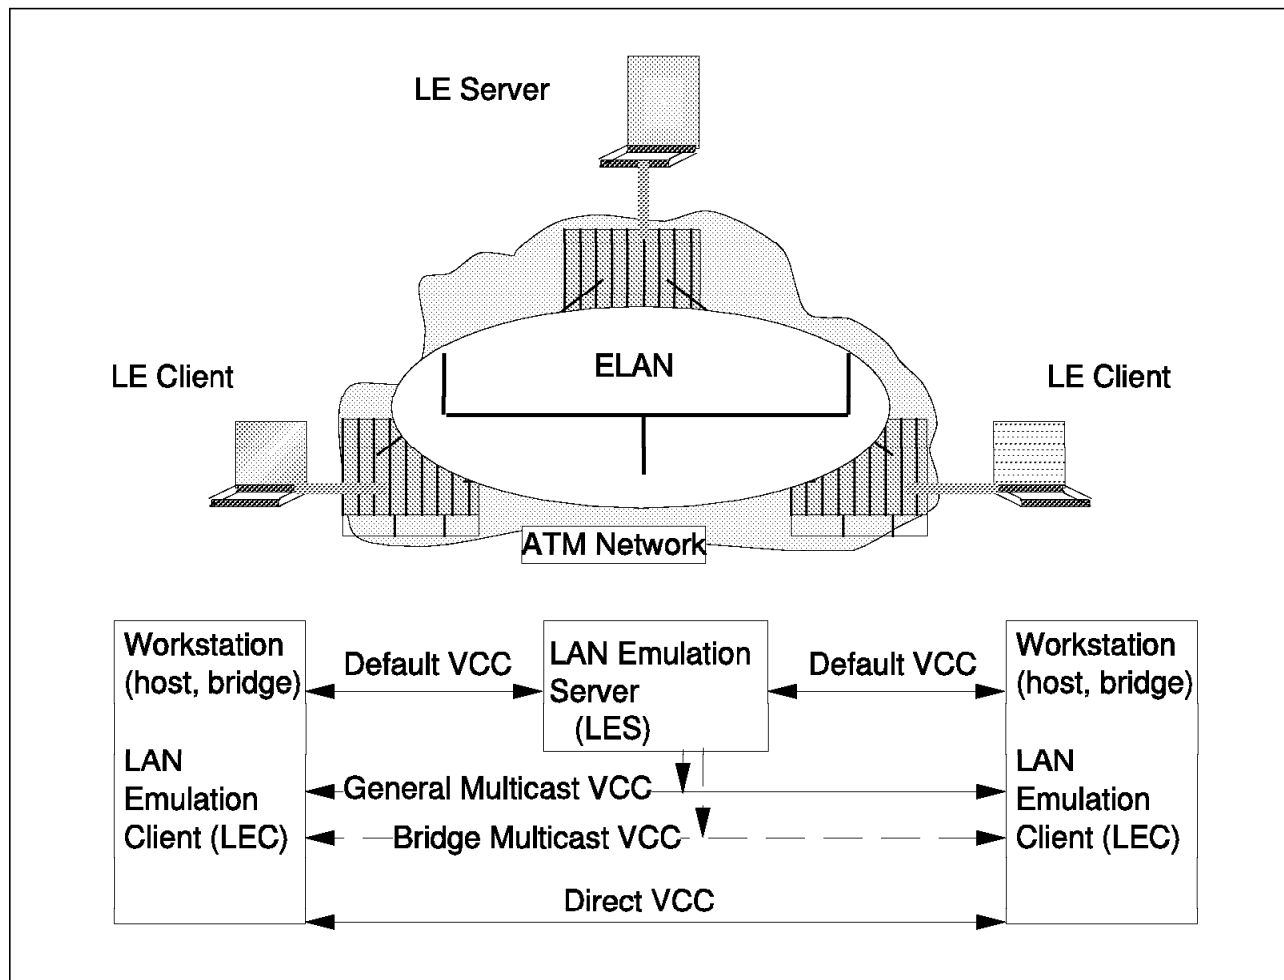 LE Server
ELAN
LE Client
LE Client
ATM Network
Workstation
(host, bridge)
LAN
Emulation
Client (LEC)
Default VCC
LAN Emulation
Server
(LES)
Default VCC
Workstation
(host, bridge)
LAN
Emulation
Client (LEC)
General Multicast VCC
Bridge Multicast VCC
Direct VCC